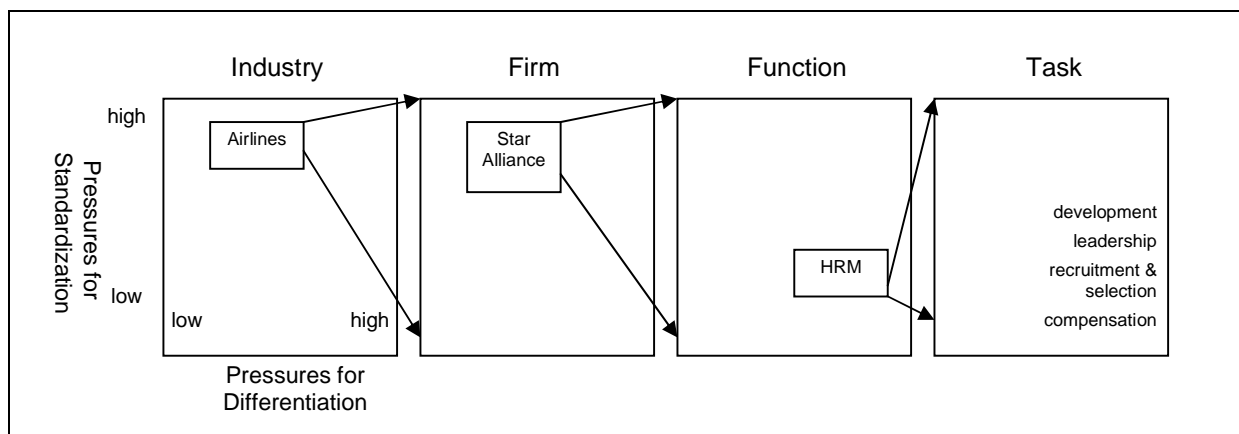 Industry
Firm
Function
Task
high
Airlines
Star
Alliance
Pressures for
Standardization
development
leadership
HRM
recruitment &
selection
low
low
high
compensation
Pressures for
Differentiation